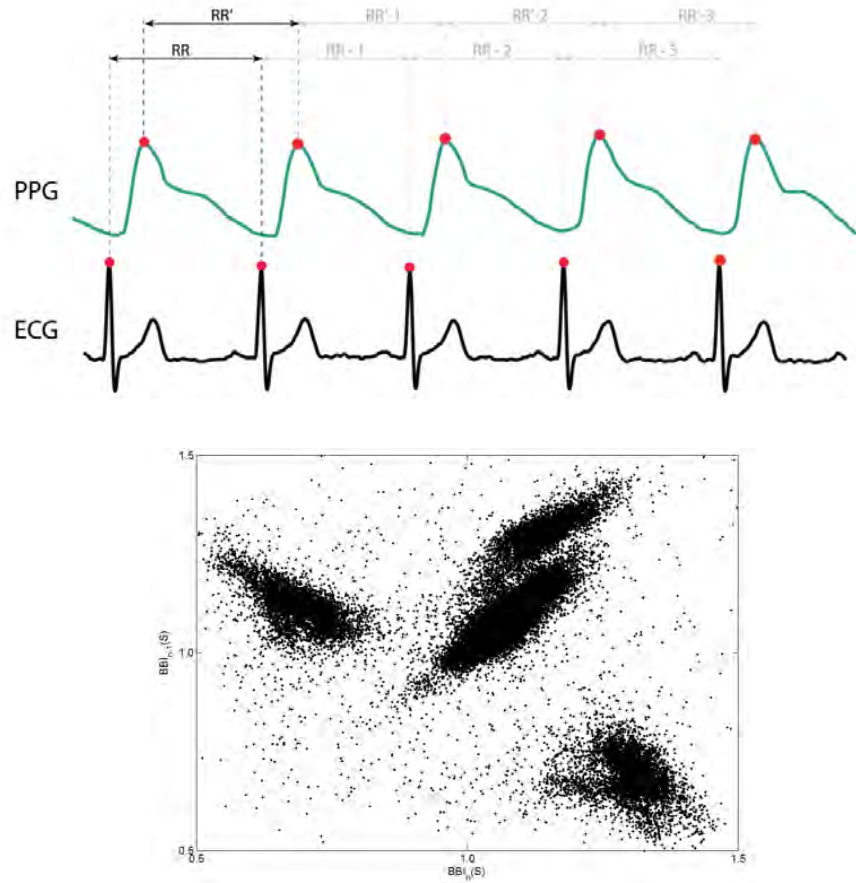 RR' RR'-1 RR'-2 RR'-3
RR RR - 1 RR - 2 RR - 3
PPG
ECG
1.5
1.0
0.5
0.5 1.0 1.5
BBIₙ₋₁(S)
BBIₙ(S)